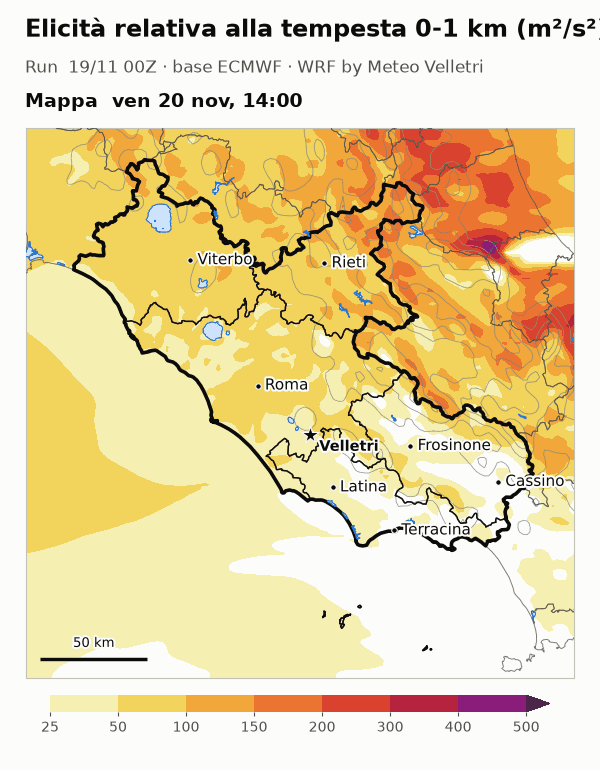 Elicità relativa alla tempesta 0-1 km (m²/s²)
Run 19/11 00Z · base ECMWF · WRF by Meteo Velletri
Mappa ven 20 nov, 14:00
Viterbo
Rieti
Roma
Velletri
Frosinone
Latina
Cassino
Terracina
50 km
25 50 100 150 200 300 400 500